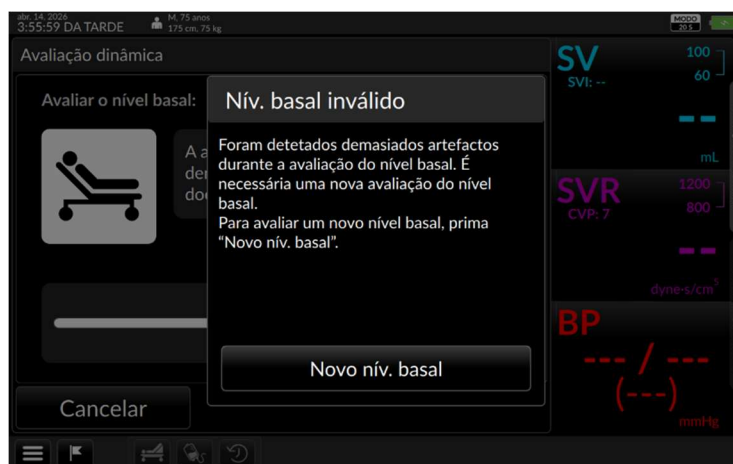 abr. 14, 2026
3:55:59 DA TARDE
M, 75 anos
175 cm, 75 kg
MODO
20 S
Avaliação dinâmica
Avaliar o nível basal:
Nív. basal inválido
Foram detetados demasiados artefactos
durante a avaliação do nível basal. É
necessária uma nova avaliação do nível
basal.
Para avaliar um novo nível basal, prima
“Novo nív. basal”.
Novo nív. basal
Cancelar
SV
SVI: --
100
60
--
mL
SVR
CVP: 7
1200
800
--
dyne-s/cm⁵
BP
--- / ---
(---)
mmHg